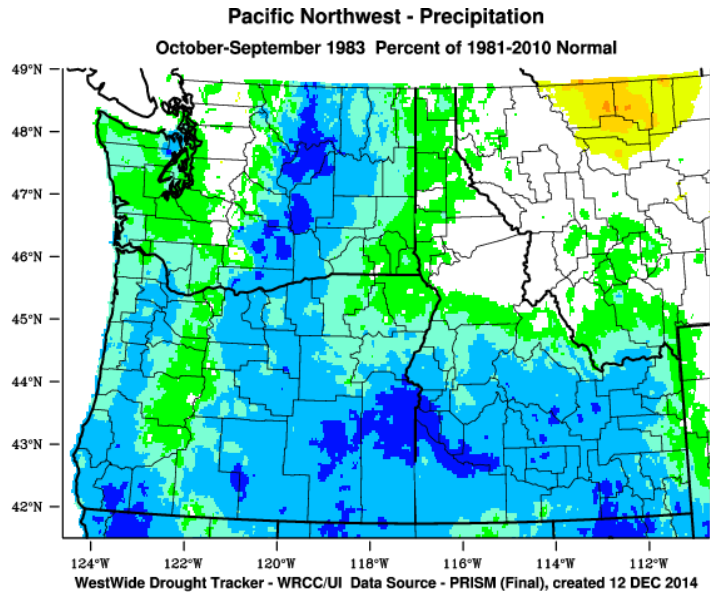 Pacific Northwest - Precipitation
October-September 1983 Percent of 1981-2010 Normal
49°N
48°N
47°N
46°N
45°N
44°N
43°N
42°N
124°W 122°W 120°W 118°W 116°W 114°W 112°W
WestWide Drought Tracker - WRCC/UI Data Source - PRISM (Final), created 12 DEC 2014